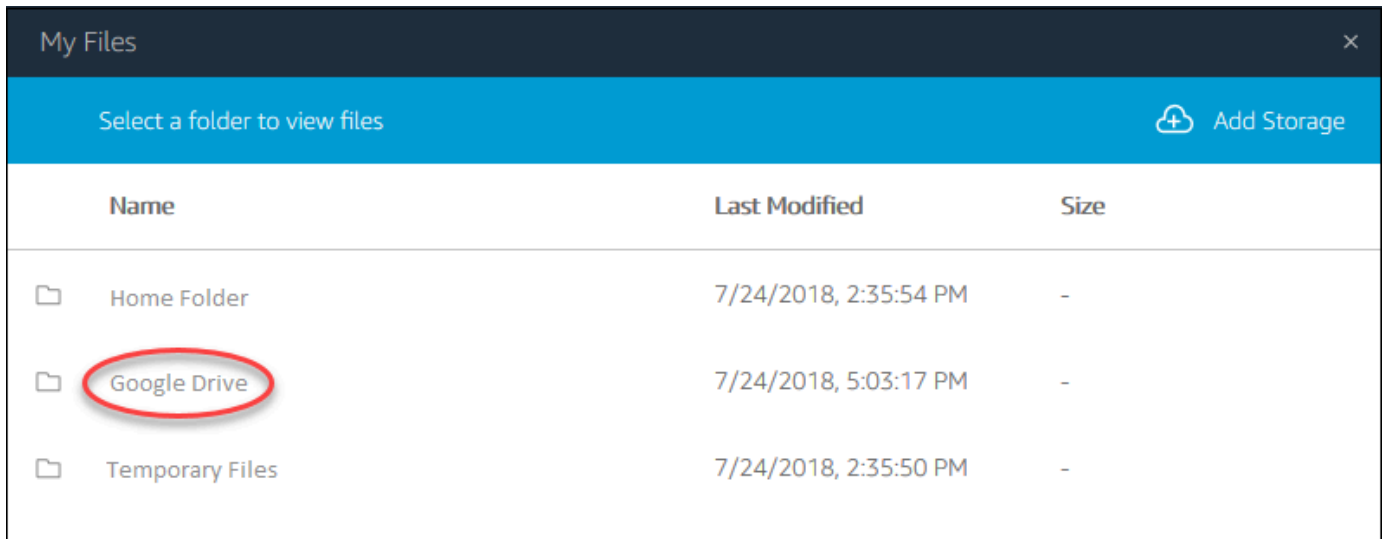 My Files ×
Select a folder to view files Add Storage
Name Last Modified Size
Home Folder 7/24/2018, 2:35:54 PM -
Google Drive 7/24/2018, 5:03:17 PM -
Temporary Files 7/24/2018, 2:35:50 PM -